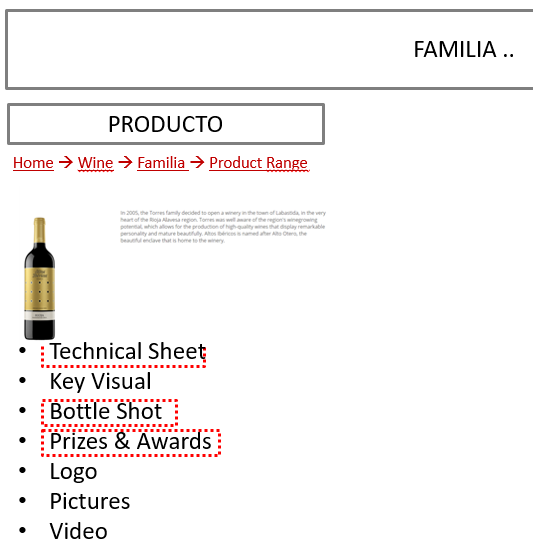 FAMILIA ..
PRODUCTO
Home → Wine → Familia → Product Range
In 2005, the Torres family decided to open a winery in the town of Labastida, in the very
heart of the Rioja Alavesa region. Torres was well aware of the region's winegrowing
potential, which allows for the production of high-quality wines that display remarkable
personality and mature beautifully. Altos Ibéricos is named after Alto Otero, the
beautiful enclave that is home to the winery.
• Technical Sheet
• Key Visual
• Bottle Shot
• Prizes & Awards
• Logo
• Pictures
• Video